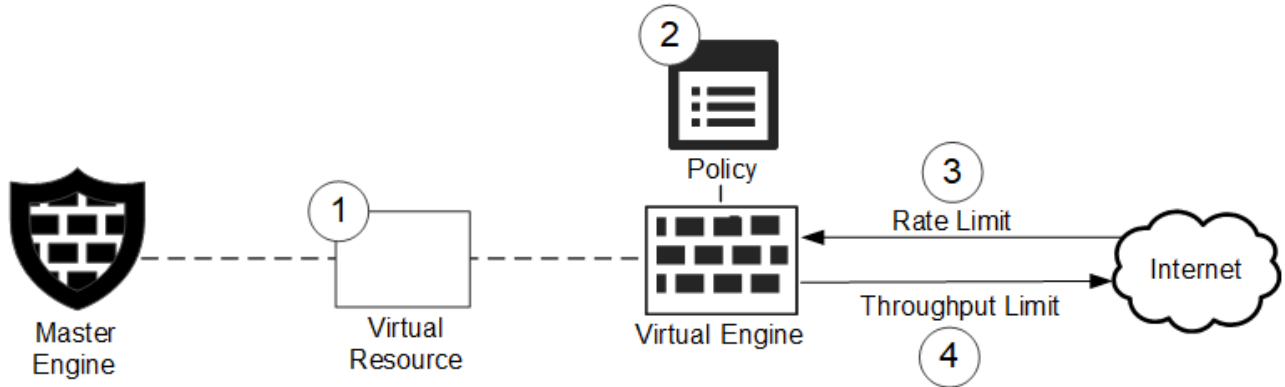 2
Policy
3
Rate Limit
1
Internet
Throughput Limit
Master
Engine
Virtual
Resource
Virtual Engine
4